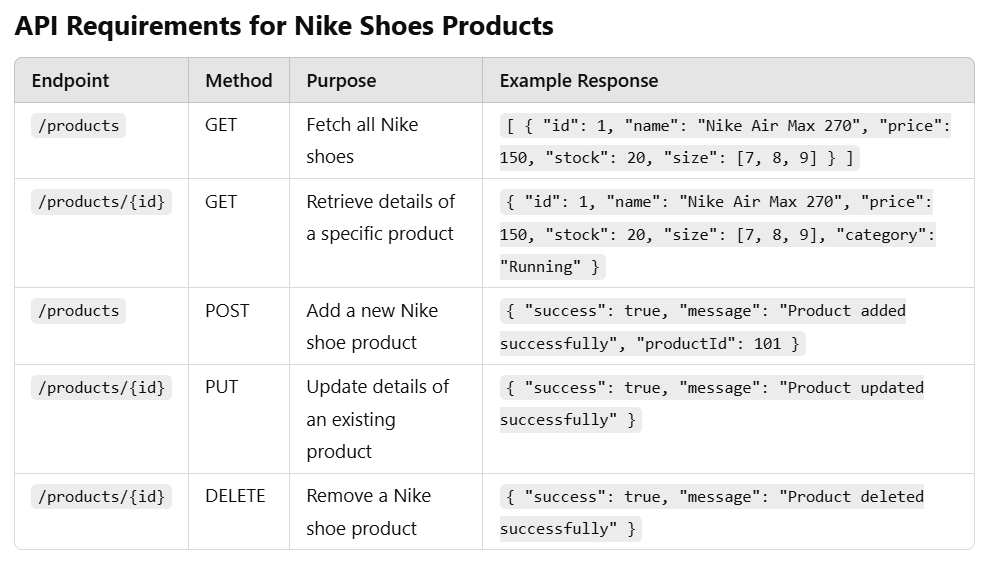 API Requirements for Nike Shoes Products
Endpoint Method Purpose Example Response
/products GET Fetch all Nike shoes [ { "id": 1, "name": "Nike Air Max 270", "price":
150, "stock": 20, "size": [7, 8, 9] } ]
/products/{id} GET Retrieve details of a specific product { "id": 1, "name": "Nike Air Max 270", "price":
150, "stock": 20, "size": [7, 8, 9], "category":
"Running" }
/products POST Add a new Nike shoe product { "success": true, "message": "Product added
successfully", "productId": 101 }
/products/{id} PUT Update details of an existing product { "success": true, "message": "Product updated
successfully" }
/products/{id} DELETE Remove a Nike shoe product { "success": true, "message": "Product deleted
successfully" }